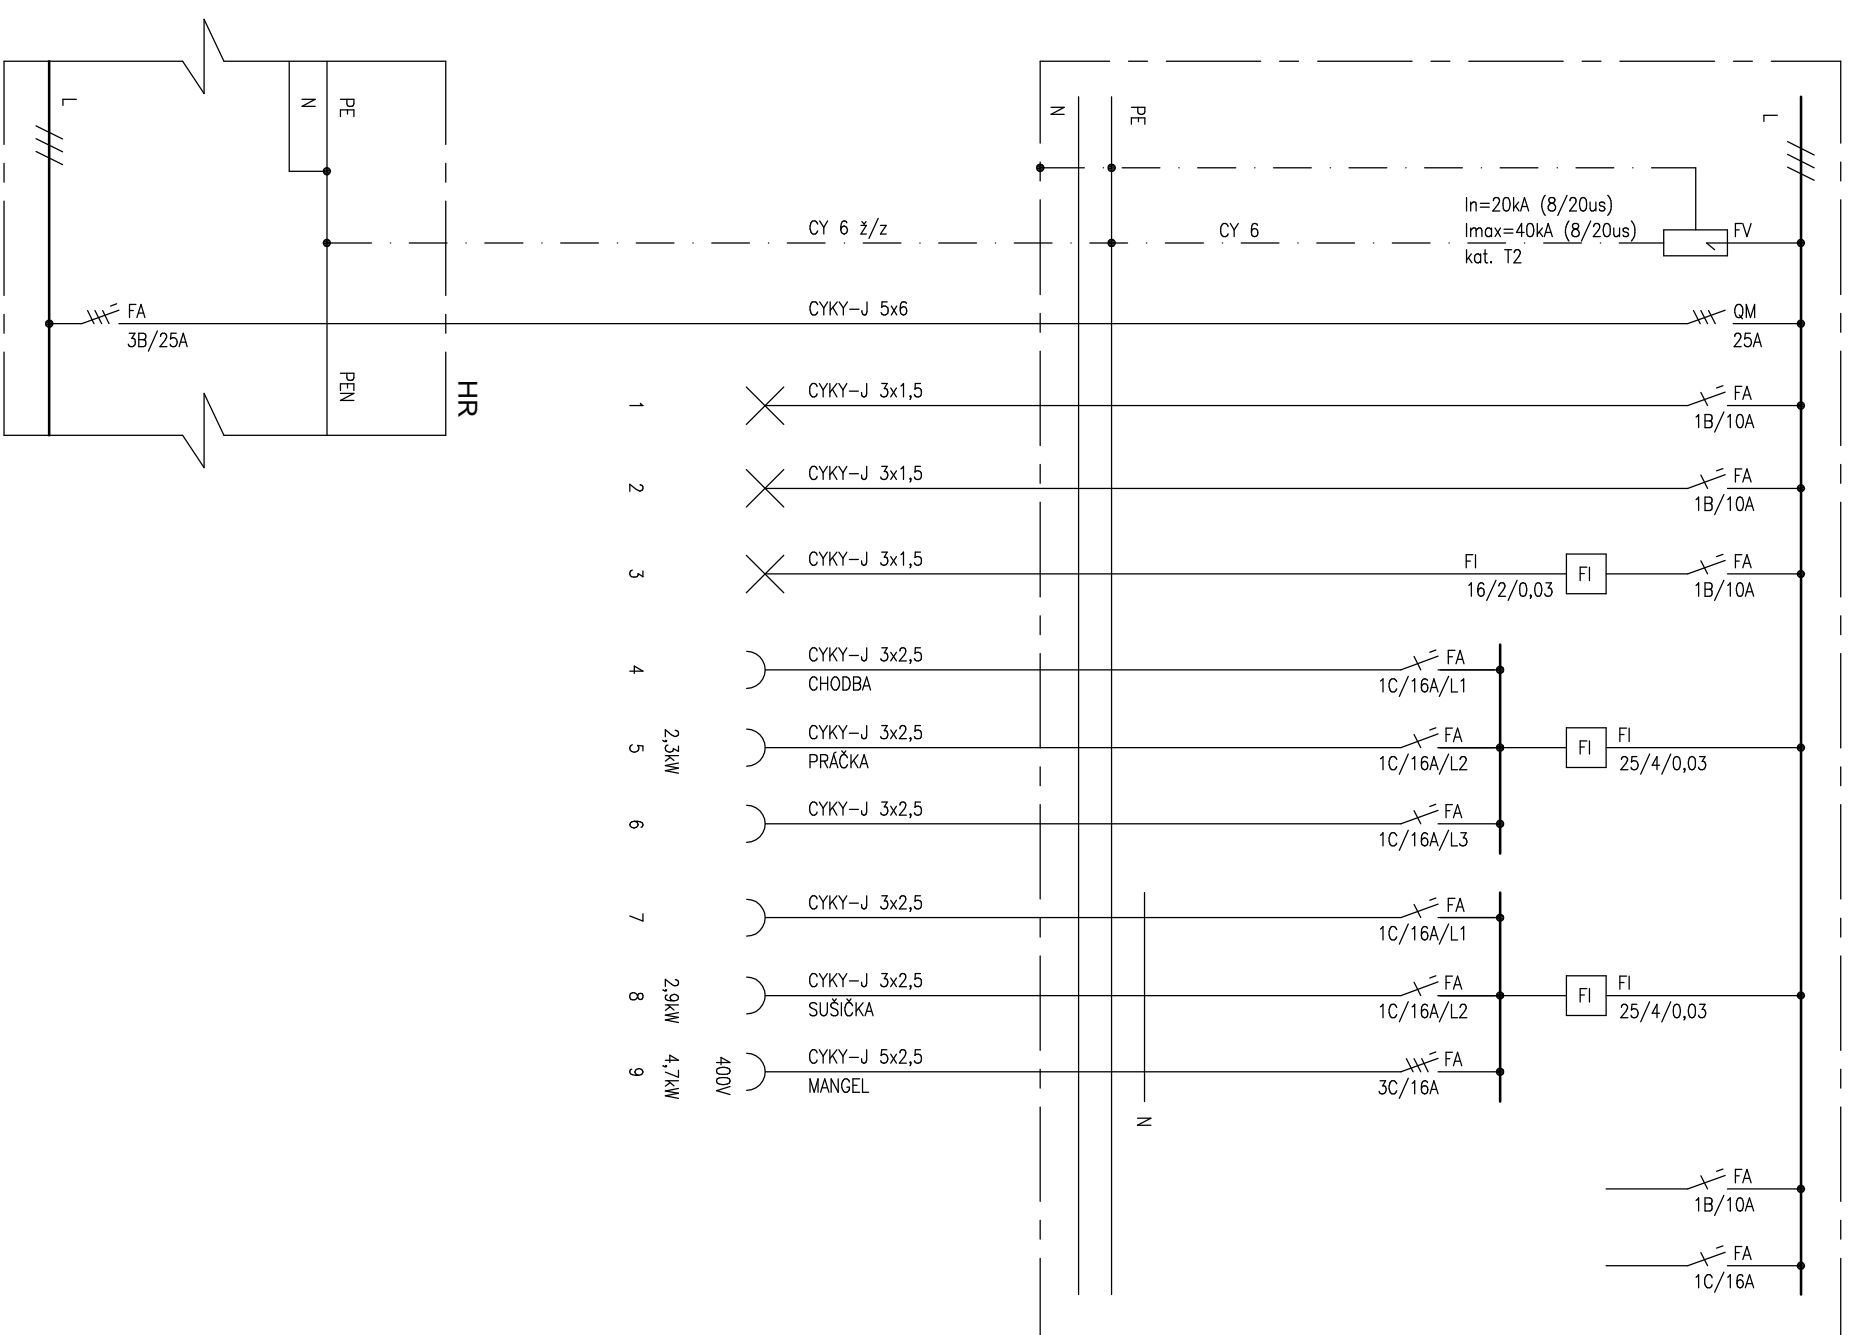 L
N
PE
N
PE
L
In=20kA (8/20us)
CY 6 ž/z
CY 6
Imax=40kA (8/20us)
FV
kat. T2
FA
CYKY-J 5x6
QM
3B/25A
25A
PEN
HR
1
CYKY-J 3x1,5
FA
1B/10A
2
CYKY-J 3x1,5
FA
1B/10A
3
CYKY-J 3x1,5
FI
16/2/0,03
FI
FA
1B/10A
4
CYKY-J 3x2,5
CHODBA
FA
1C/16A/L1
5
2,3kW
CYKY-J 3x2,5
PRÁČKA
FA
1C/16A/L2
FI
FI
25/4/0,03
6
CYKY-J 3x2,5
FA
1C/16A/L3
7
CYKY-J 3x2,5
FA
1C/16A/L1
8
2,9kW
CYKY-J 3x2,5
SUŠIČKA
FA
1C/16A/L2
FI
FI
25/4/0,03
9
4,7kW
400V
CYKY-J 5x2,5
MANGEL
FA
3C/16A
N
FA
1B/10A
FA
1C/16A